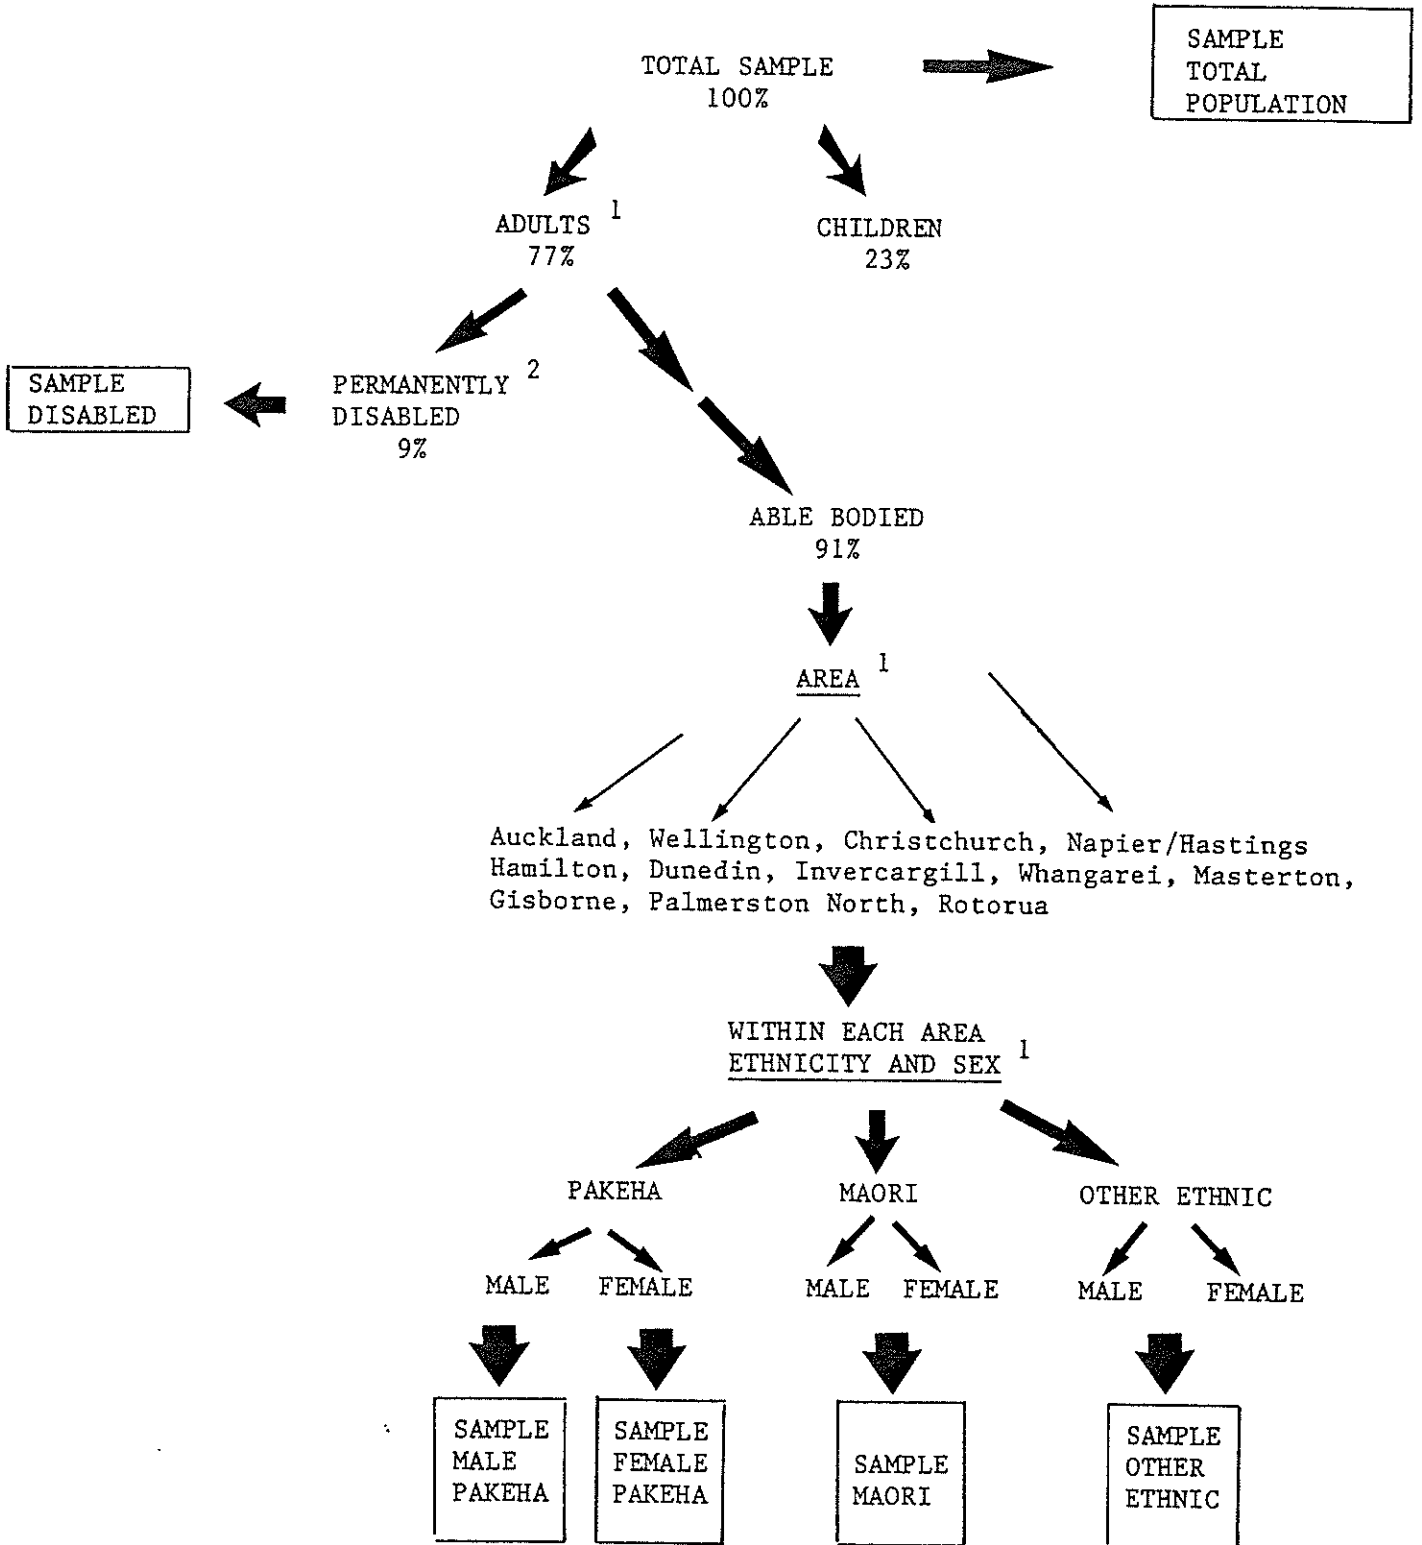 TOTAL SAMPLE
100%
SAMPLE
TOTAL
POPULATION
ADULTS 1
77%
CHILDREN
23%
SAMPLE
DISABLED
PERMANENTLY 2
DISABLED
9%
ABLE BODIED
91%
AREA 1
Auckland, Wellington, Christchurch, Napier/Hastings
Hamilton, Dunedin, Invercargill, Whangarei, Masterton,
Gisborne, Palmerston North, Rotorua
WITHIN EACH AREA
ETHNICITY AND SEX 1
PAKEHA
MAORI
OTHER ETHNIC
MALE FEMALE
MALE FEMALE
MALE FEMALE
SAMPLE
MALE
PAKEHA
SAMPLE
FEMALE
PAKEHA
SAMPLE
MAORI
SAMPLE
OTHER
ETHNIC